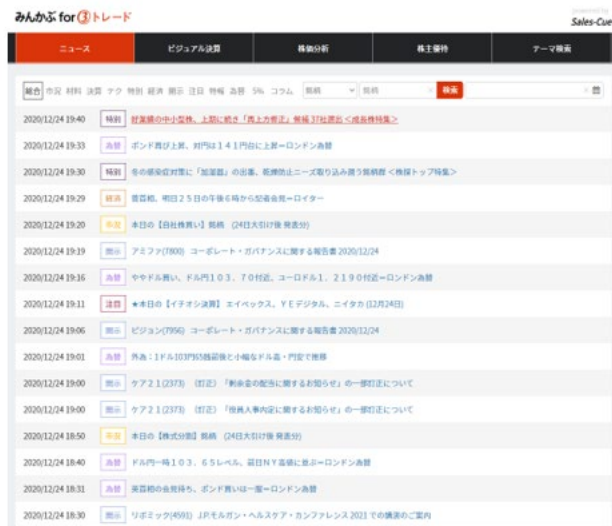 みんかぶ for ③トレード
powered by
Sales-Cue
ニュース ビジュアル決算 株価分析 株主優待 テーマ検索
総合 市況 材料 決算 テク 特別 経済 開示 注目 特報 為替 5% コラム 銘柄 銘柄 検索
2020/12/24 19:40 特別 好業績の中小型株、上期に続き「再上方修正」候補 37社選出 <成長株特集>
2020/12/24 19:33 為替 ポンド再び上昇、対円は141円台に上昇=ロンドン為替
2020/12/24 19:30 特別 冬の感染症対策に「加湿器」の出番、乾燥防止ニーズ取り込み潤う銘柄群 <株探トップ特集>
2020/12/24 19:29 経済 菅首相、明日25日の午後6時から記者会見=ロイター
2020/12/24 19:20 市況 本日の【自社株買い】銘柄 (24日大引け後 発表分)
2020/12/24 19:19 開示 アミファ(7800) コーポレート・ガバナンスに関する報告書 2020/12/24
2020/12/24 19:16 為替 ややドル買い、ドル円103.70付近、ユーロドル1.2190付近=ロンドン為替
2020/12/24 19:11 注目 ★本日の【イチオシ決算】 エイベックス、YEデジタル、ニイタカ (12月24日)
2020/12/24 19:06 開示 ピジョン(7956) コーポレート・ガバナンスに関する報告書 2020/12/24
2020/12/24 19:01 為替 外為:1ドル103円65銭前後と小幅なドル高・円安で推移
2020/12/24 19:00 開示 ケア21(2373) (訂正)「剰余金の配当に関するお知らせ」の一部訂正について
2020/12/24 19:00 開示 ケア21(2373) (訂正)「役員人事内定に関するお知らせ」の一部訂正について
2020/12/24 18:50 市況 本日の【株式分割】銘柄 (24日大引け後 発表分)
2020/12/24 18:40 為替 ドル円一時103.65レベル、前日NY高値に並ぶ=ロンドン為替
2020/12/24 18:31 為替 英首相の会見待ち、ポンド買いは一服=ロンドン為替
2020/12/24 18:30 開示 リボミック(4591) J.P.モルガン・ヘルスケア・カンファレンス 2021 での講演のご案内